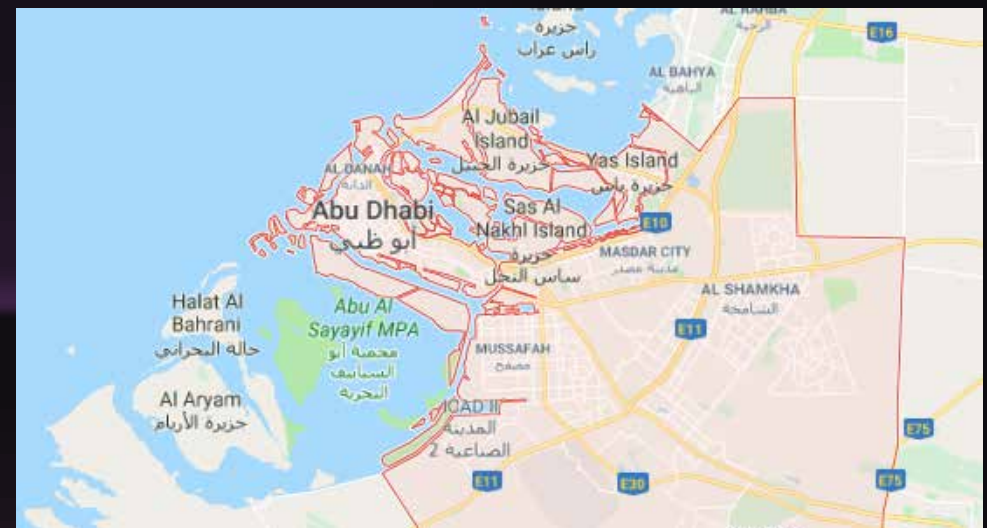 جزيرة
راس غراب
AL RAHBA
الرحبة
E16
AL BAHYA
الباهية
Al Jubail
Island
جزيرة الجبيل
Yas Island
جزيرة ياس
AL DANAH
الدانة
Abu Dhabi
أبو ظبي
Sas Al
Nakhl Island
جزيرة
ساس النخل
E10
MASDAR CITY
مدينة مصدر
AL SHAMKHA
الشامخة
Halat Al
Bahrani
حالة البحراني
Abu Al
Sayayif MPA
محمية أبو
السياييف
البحرية
E11
MUSSAFAH
مصفح
Al Aryam
جزيرة الأريام
ICAD II
المدينة
الصناعية 2
E75
E11
E30
E75